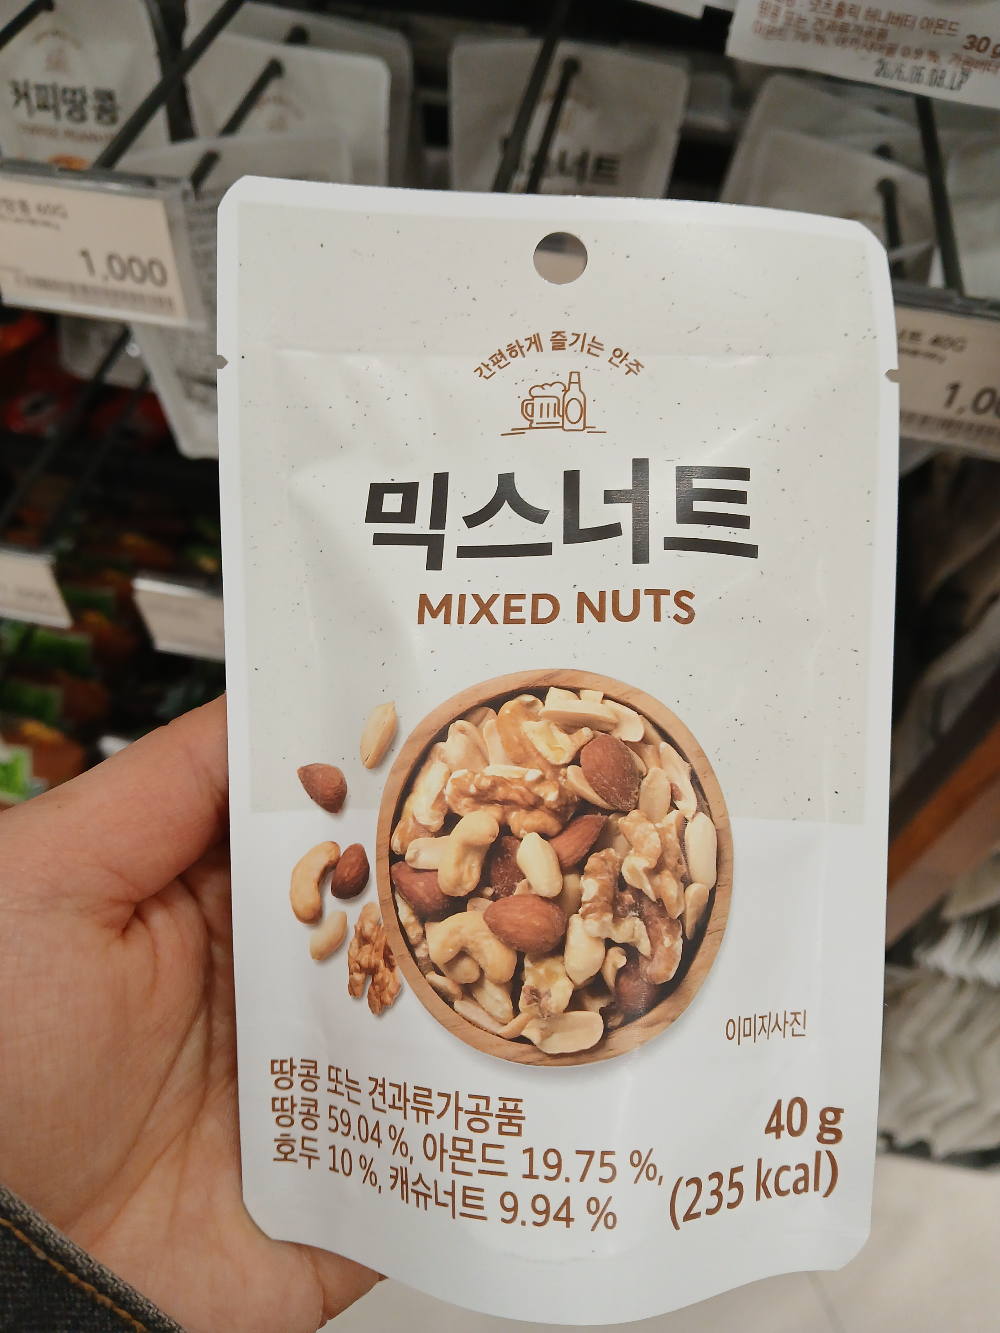 커피땅콩
1,000
30g
간편하게 즐기는 안주
믹스너트
MIXED NUTS
이미지사진
땅콩 또는 견과류가공품
땅콩 59.04 %, 아몬드 19.75 %,
호두 10 %, 캐슈너트 9.94 %
40 g
(235 kcal)